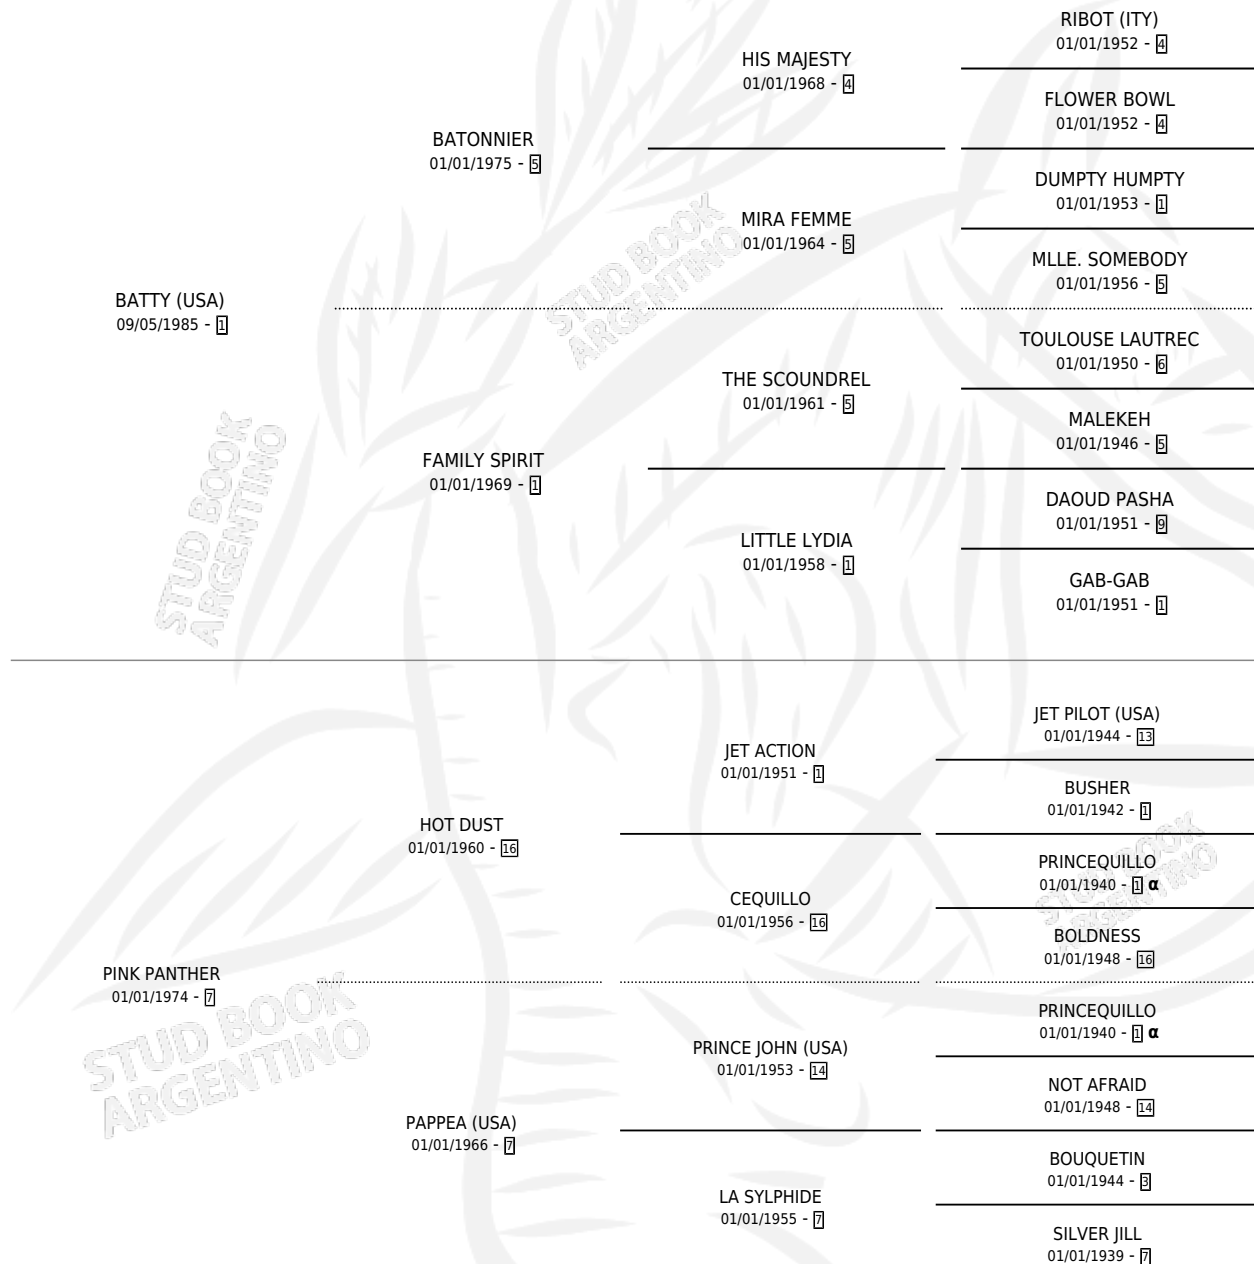 RIBOT (ITY)
01/01/1952 - 4
HIS MAJESTY
01/01/1968 - 4
FLOWER BOWL
01/01/1952 - 4
BATONNIER
01/01/1975 - 5
DUMPTY HUMPTY
01/01/1953 - 1
MIRA FEMME
01/01/1964 - 5
MLLE. SOMEBODY
01/01/1956 - 5
STUD BOOK
ARGENTINO
BATTY (USA)
09/05/1985 - 1
TOULOUSE LAUTREC
01/01/1950 - 6
THE SCOUNDREL
01/01/1961 - 5
MALEKEH
01/01/1946 - 5
FAMILY SPIRIT
01/01/1969 - 1
DAOUD PASHA
01/01/1951 - 9
LITTLE LYDIA
01/01/1958 - 1
GAB-GAB
01/01/1951 - 1
STUD BOOK
ARGENTINO
JET PILOT (USA)
01/01/1944 - 13
JET ACTION
01/01/1951 - 1
BUSHER
01/01/1942 - 1
HOT DUST
01/01/1960 - 16
PRINCEQUILLO
01/01/1940 - 1 α
CEQUILLO
01/01/1956 - 16
BOLDNESS
01/01/1948 - 16
STUD BOOK
ARGENTINO
PINK PANTHER
01/01/1974 - 7
PRINCEQUILLO
01/01/1940 - 1 α
PRINCE JOHN (USA)
01/01/1953 - 14
NOT AFRAID
01/01/1948 - 14
PAPPEA (USA)
01/01/1966 - 7
BOUQUETIN
01/01/1944 - 3
LA SYLPHIDE
01/01/1955 - 7
SILVER JILL
01/01/1939 - 7
STUD BOOK
ARGENTINO